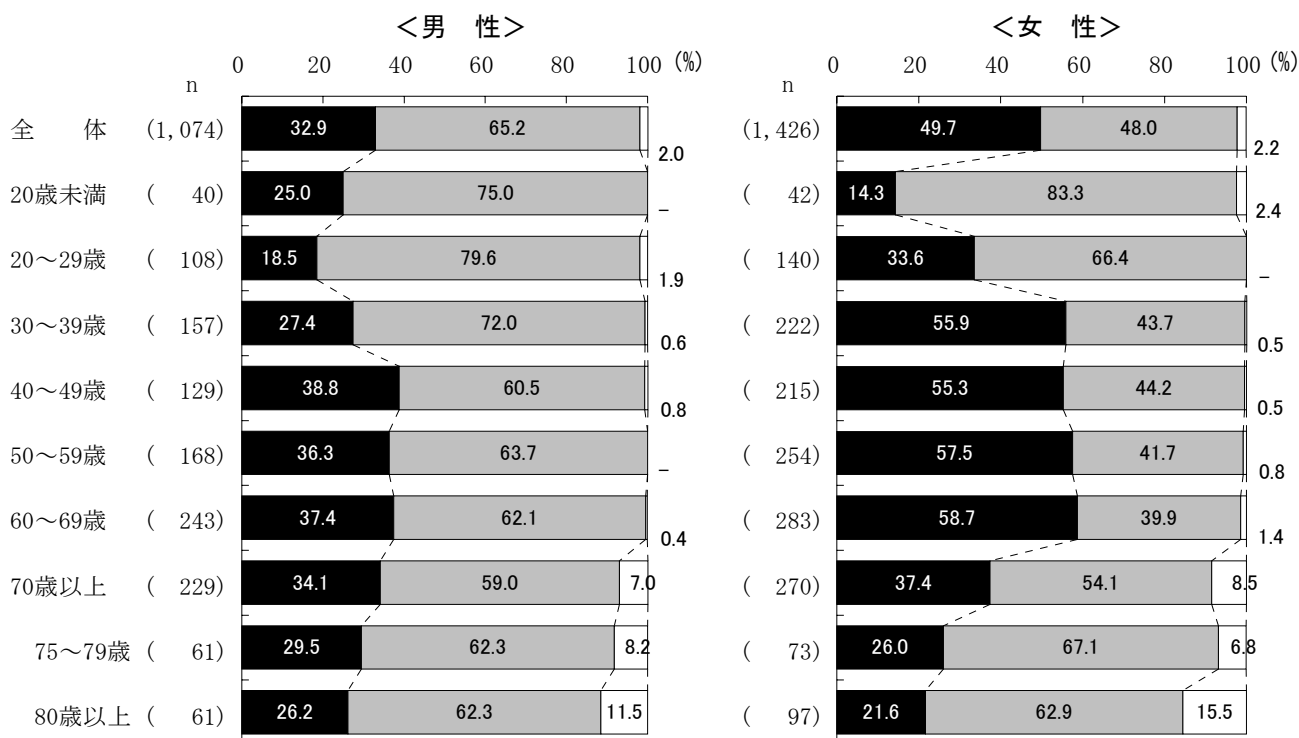 ＜男　性＞ ＜女　性＞
0 20 40 60 80 100 (%) 0 20 40 60 80 100 (%)
n n
全　体 (1,074) 32.9 65.2 2.0 (1,426) 49.7 48.0 2.2
20歳未満 ( 40) 25.0 75.0 － ( 42) 14.3 83.3 2.4
20～29歳 ( 108) 18.5 79.6 1.9 ( 140) 33.6 66.4 －
30～39歳 ( 157) 27.4 72.0 0.6 ( 222) 55.9 43.7 0.5
40～49歳 ( 129) 38.8 60.5 0.8 ( 215) 55.3 44.2 0.5
50～59歳 ( 168) 36.3 63.7 － ( 254) 57.5 41.7 0.8
60～69歳 ( 243) 37.4 62.1 0.4 ( 283) 58.7 39.9 1.4
70歳以上 ( 229) 34.1 59.0 7.0 ( 270) 37.4 54.1 8.5
75～79歳 ( 61) 29.5 62.3 8.2 ( 73) 26.0 67.1 6.8
80歳以上 ( 61) 26.2 62.3 11.5 ( 97) 21.6 62.9 15.5